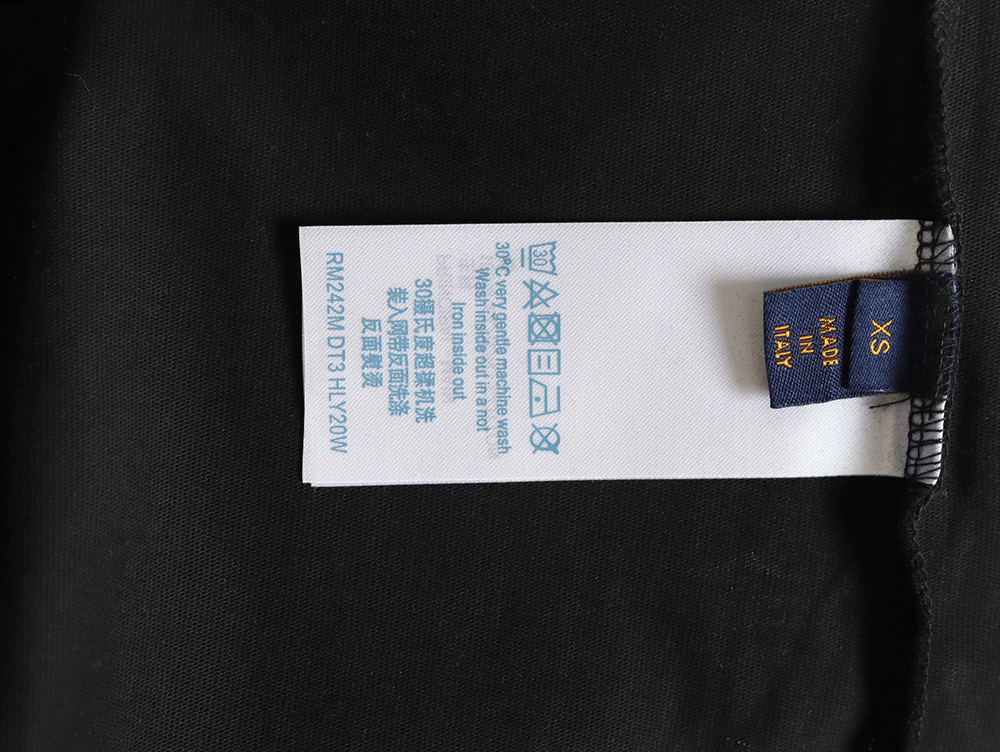 XS
MADE
IN
ITALY
30
30°C very gentle machine wash
Wash inside out in a not
Iron inside out
30摄氏度超揉机洗
装入网带反面洗涤
反面熨烫
RM242M DT3 HLY20W